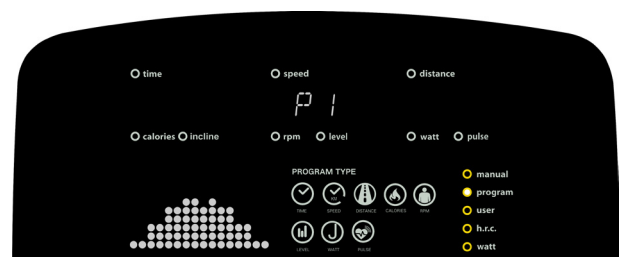 time speed distance
P1
calories incline rpm level watt pulse
PROGRAM TYPE
manual
KM
program
TIME SPEED DISTANCE CALORIES RPM
user
h.r.c.
LEVEL WATT PULSE
watt